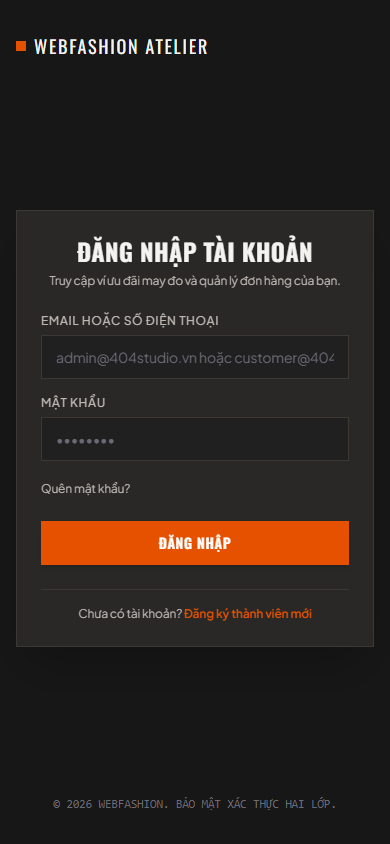 WEBFASHION ATELIER
ĐĂNG NHẬP TÀI KHOẢN
Truy cập ví ưu đãi may đo và quản lý đơn hàng của bạn.
EMAIL HOẶC SỐ ĐIỆN THOẠI
admin@404studio.vn hoặc customer@404
MẬT KHẨU
••••••••
Quên mật khẩu?
ĐĂNG NHẬP
Chưa có tài khoản? Đăng ký thành viên mới
© 2026 WEBFASHION. BẢO MẬT XÁC THỰC HAI LỚP.